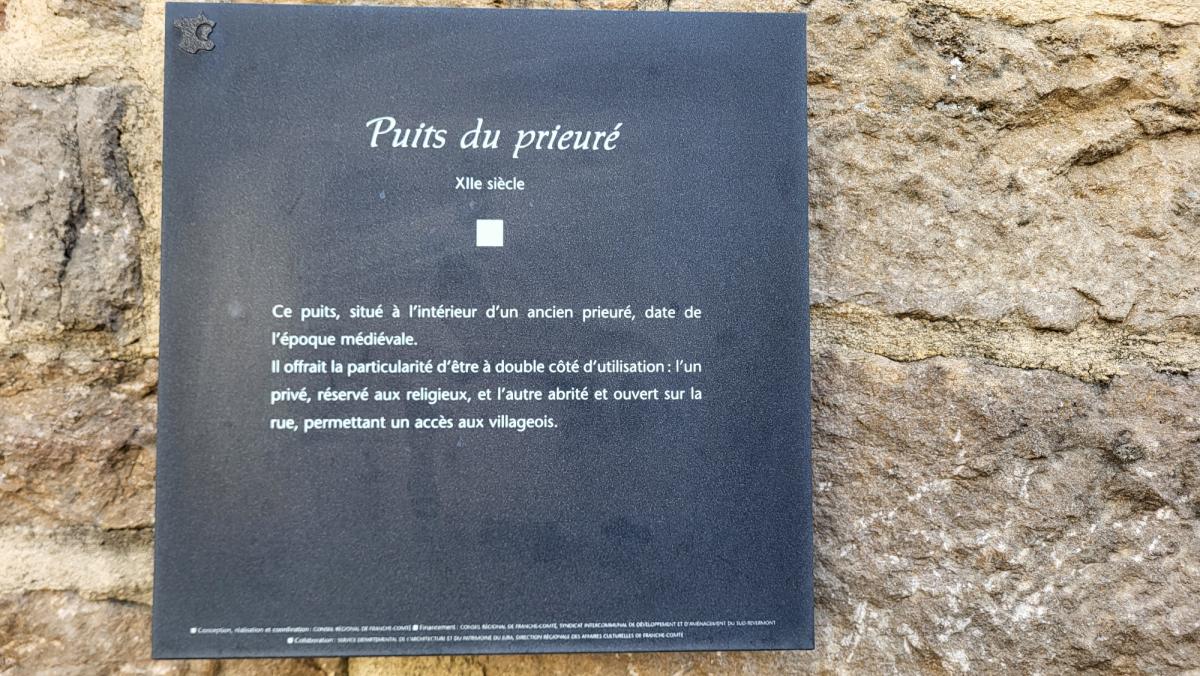 Puits du prieuré
XIIe siècle
Ce puits, situé à l'intérieur d'un ancien prieuré, date de
l'époque médiévale.
Il offrait la particularité d'être à double côté d'utilisation : l'un
privé, réservé aux religieux, et l'autre abrité et ouvert sur la
rue, permettant un accès aux villageois.
Conception, réalisation et coordination : CONSEIL RÉGIONAL DE FRANCHE-COMTÉ Financement : CONSEIL RÉGIONAL DE FRANCHE-COMTÉ, SYNDICAT INTERCOMMUNAL DE DÉVELOPPEMENT ET D'AMÉNAGEMENT DU SUD-REVERMONT
Collaboration : SERVICE DÉPARTEMENTAL DE L'ARCHITECTURE ET DU PATRIMOINE DU JURA, DIRECTION RÉGIONALE DES AFFAIRES CULTURELLES DE FRANCHE-COMTÉ